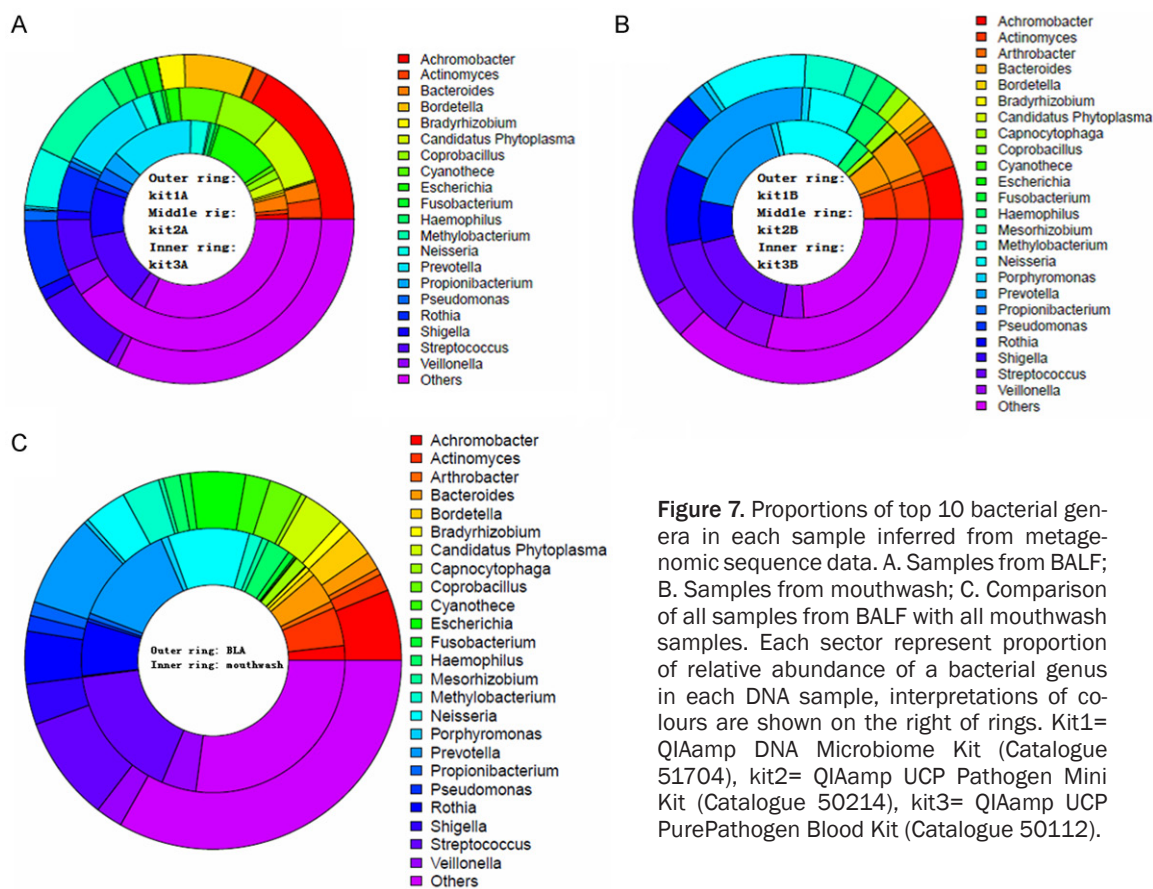 A
Outer ring:
kit1A
Middle rig:
kit2A
Inner ring:
kit3A
Achromobacter
Actinomyces
Bacteroides
Bordetella
Bradyrhizobium
Candidatus Phytoplasma
Coprobacillus
Cyanothece
Escherichia
Fusobacterium
Haemophilus
Methylobacterium
Neisseria
Prevotella
Propionibacterium
Pseudomonas
Rothia
Shigella
Streptococcus
Veillonella
Others
B
Outer ring:
kit1B
Middle ring:
kit2B
Inner ring:
kit3B
Achromobacter
Actinomyces
Arthrobacter
Bacteroides
Bordetella
Bradyrhizobium
Candidatus Phytoplasma
Capnocytophaga
Coprobacillus
Cyanothece
Escherichia
Fusobacterium
Haemophilus
Mesorhizobium
Methylobacterium
Neisseria
Porphyromonas
Prevotella
Propionibacterium
Pseudomonas
Rothia
Shigella
Streptococcus
Veillonella
Others
C
Outer ring: BLA
Inner ring: mouthwash
Achromobacter
Actinomyces
Arthrobacter
Bacteroides
Bordetella
Bradyrhizobium
Candidatus Phytoplasma
Capnocytophaga
Coprobacillus
Cyanothece
Escherichia
Fusobacterium
Haemophilus
Mesorhizobium
Methylobacterium
Neisseria
Porphyromonas
Prevotella
Propionibacterium
Pseudomonas
Rothia
Shigella
Streptococcus
Veillonella
Others
Figure 7. Proportions of top 10 bacterial gen-
era in each sample inferred from metage-
nomic sequence data. A. Samples from BALF;
B. Samples from mouthwash; C. Comparison
of all samples from BALF with all mouthwash
samples. Each sector represent proportion
of relative abundance of a bacterial genus
in each DNA sample, interpretations of co-
lours are shown on the right of rings. Kit1=
QIAamp DNA Microbiome Kit (Catalogue
51704), kit2= QIAamp UCP Pathogen Mini
Kit (Catalogue 50214), kit3= QIAamp UCP
PurePathogen Blood Kit (Catalogue 50112).